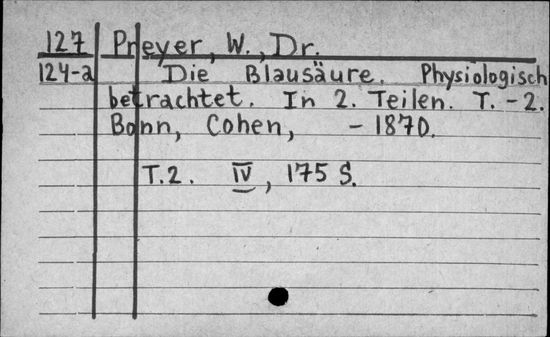 127 Preyer, W., Dr.
124-a Die Blausäure. Physiologisch
betrachtet. In 2. Teilen. T. - 2.
Bonn, Cohen, - 1870.
T. 2. IV, 175 S.